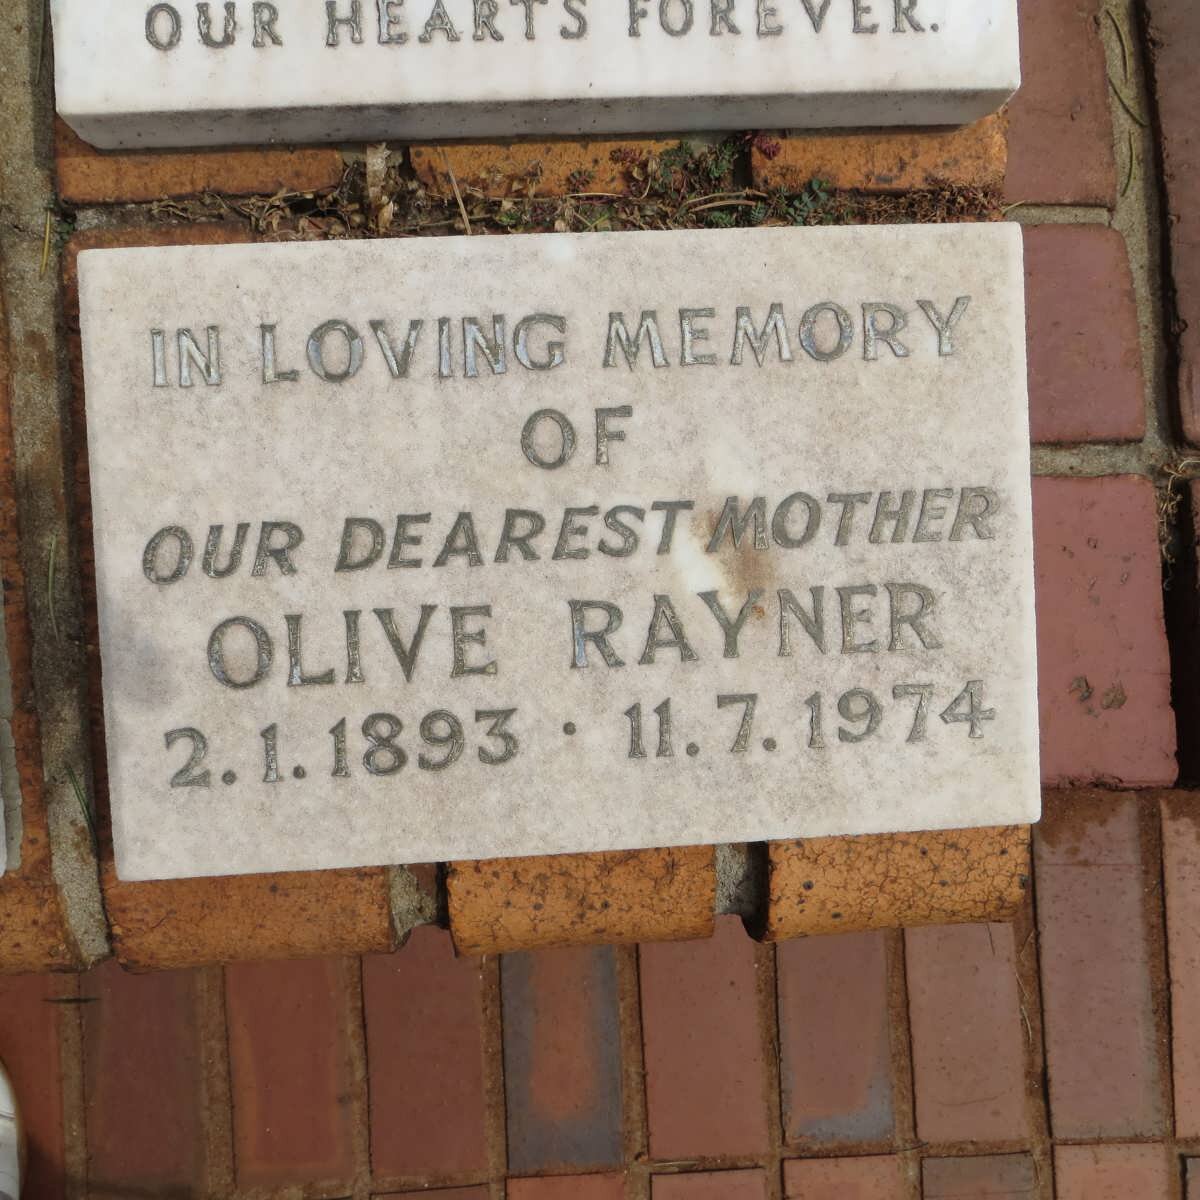 OUR HEARTS FOREVER.
IN LOVING MEMORY
OF
OUR DEAREST MOTHER
OLIVE RAYNER
2.1.1893 · 11.7.1974